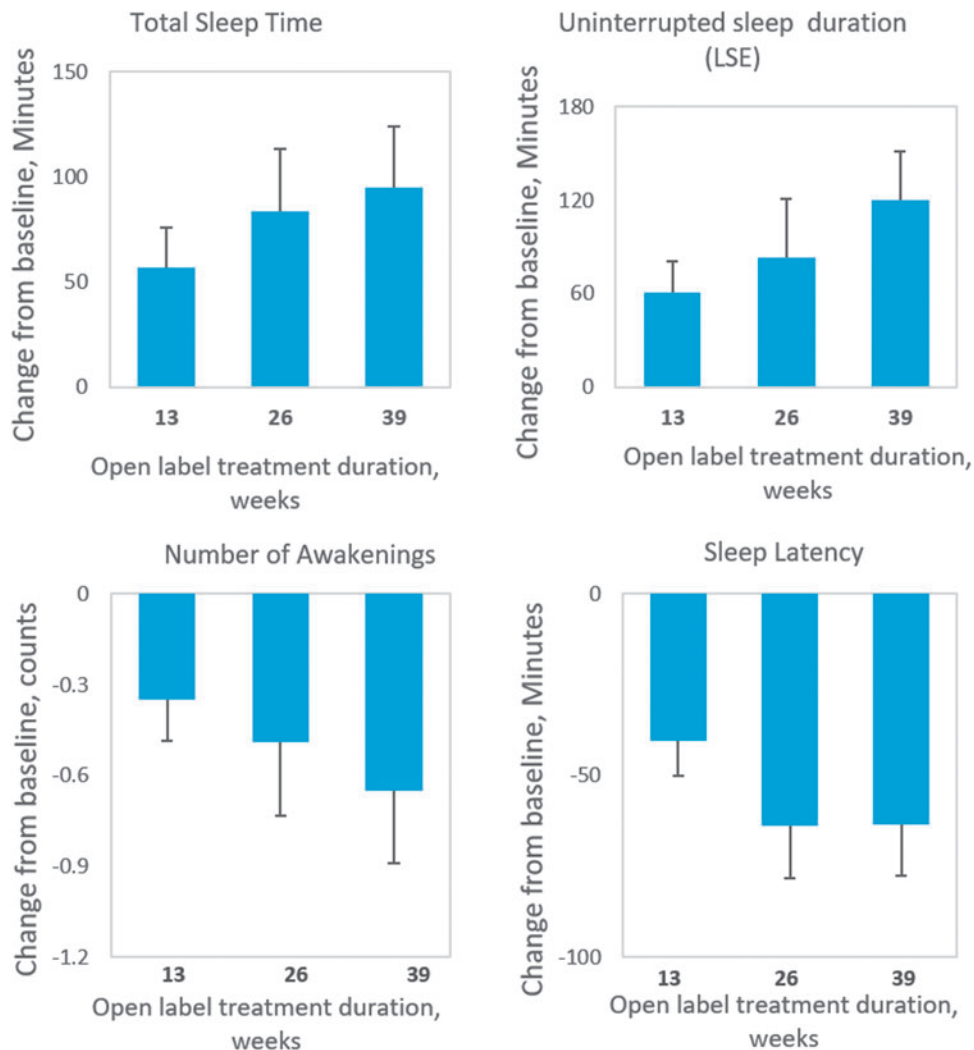 Total Sleep Time
Change from baseline, Minutes
150
100
50
0
13 26 39
Open label treatment duration,
weeks
Uninterrupted sleep duration
(LSE)
Change from baseline, Minutes
180
120
60
0
13 26 39
Open label treatment duration,
weeks
Number of Awakenings
Change from baseline, counts
0
-0.3
-0.6
-0.9
-1.2
13 26 39
Open label treatment duration,
weeks
Sleep Latency
Change from baseline, Minutes
0
-50
-100
13 26 39
Open label treatment duration,
weeks